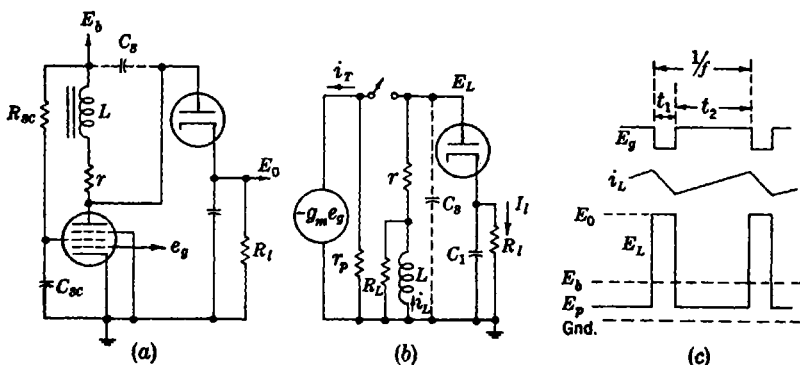 E_b
C_s
R_sc
L
r
E_0
e_g
R_l
C_sc
(a)
i_T
E_L
r
C_s
I_l
-g_m e_g
r_p
R_L
L
i_L
C_1
R_l
(b)
1/f
t_1 t_2
E_g
i_L
E_0
E_L
E_b
E_p
Gnd.
(c)